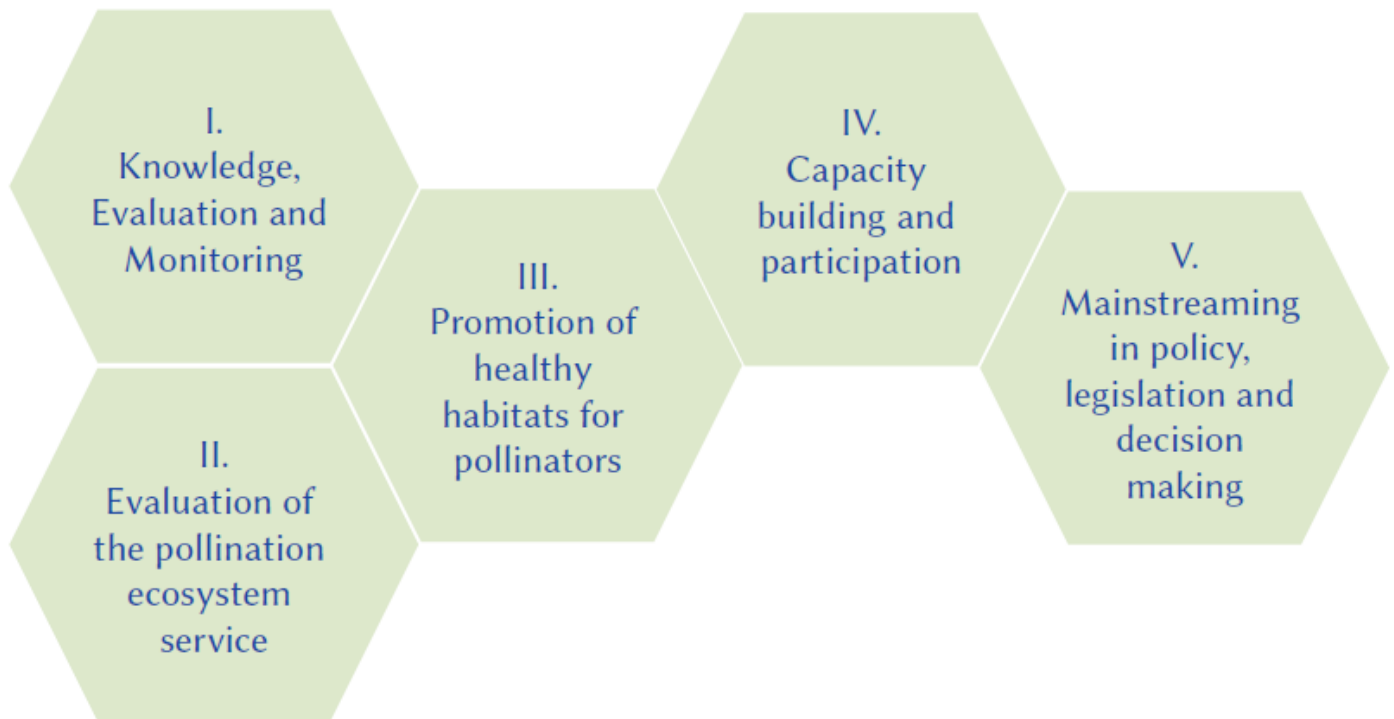 I.
Knowledge,
Evaluation and
Monitoring
II.
Evaluation of
the pollination
ecosystem
service
III.
Promotion of
healthy
habitats for
pollinators
IV.
Capacity
building and
participation
V.
Mainstreaming
in policy,
legislation and
decision
making